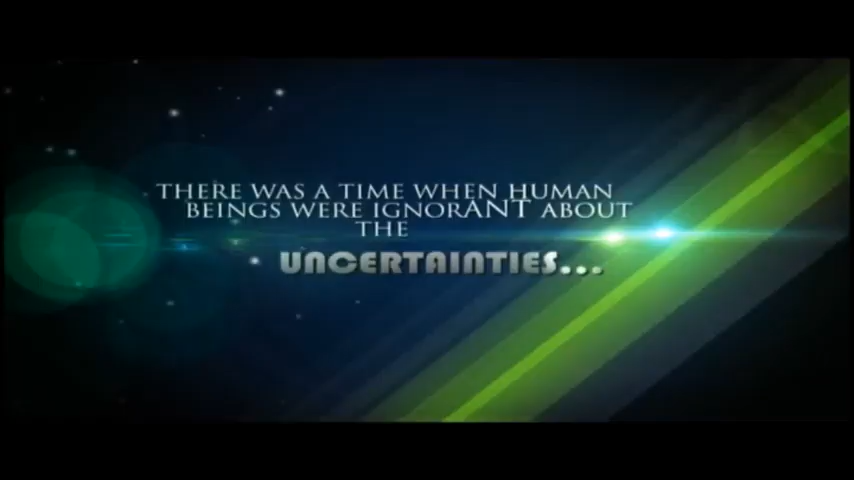 THERE WAS A TIME WHEN HUMAN
BEINGS WERE IGNORANT ABOUT
THE
UNCERTAINTIES...